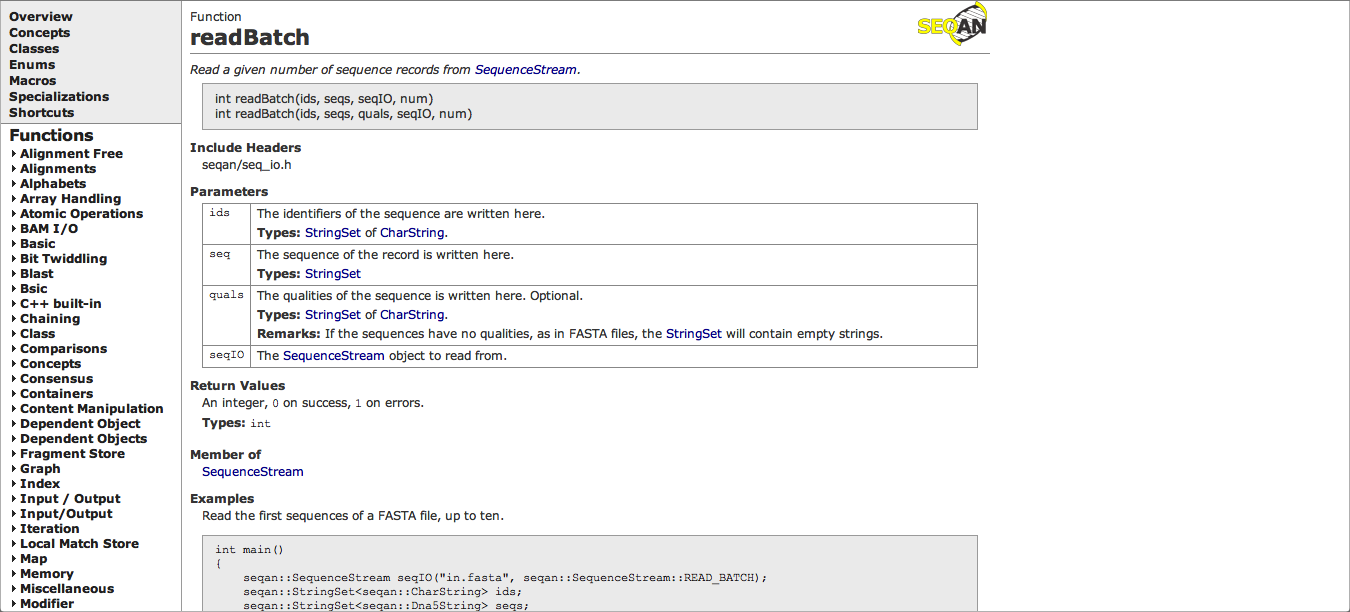 Overview
Concepts
Classes
Enums
Macros
Specializations
Shortcuts
Functions
Alignment Free
Alignments
Alphabets
Array Handling
Atomic Operations
BAM I/O
Basic
Bit Twiddling
Blast
Bsic
C++ built-in
Chaining
Class
Comparisons
Concepts
Consensus
Containers
Content Manipulation
Dependent Object
Dependent Objects
Fragment Store
Graph
Index
Input / Output
Input/Output
Iteration
Local Match Store
Map
Memory
Miscellaneous
Modifier
Function
readBatch
SEQAN
Read a given number of sequence records from SequenceStream.
int readBatch(ids, seqs, seqIO, num)
int readBatch(ids, seqs, quals, seqIO, num)
Include Headers
seqan/seq_io.h
Parameters
ids The identifiers of the sequence are written here.
Types: StringSet of CharString.
seq The sequence of the record is written here.
Types: StringSet
quals The qualities of the sequence is written here. Optional.
Types: StringSet of CharString.
Remarks: If the sequences have no qualities, as in FASTA files, the StringSet will contain empty strings.
seqIO The SequenceStream object to read from.
Return Values
An integer, 0 on success, 1 on errors.
Types: int
Member of
SequenceStream
Examples
Read the first sequences of a FASTA file, up to ten.
int main()
{
seqan::SequenceStream seqIO("in.fasta", seqan::SequenceStream::READ_BATCH);
seqan::StringSet<seqan::CharString> ids;
seqan::StringSet<seqan::Dna5String> seqs;